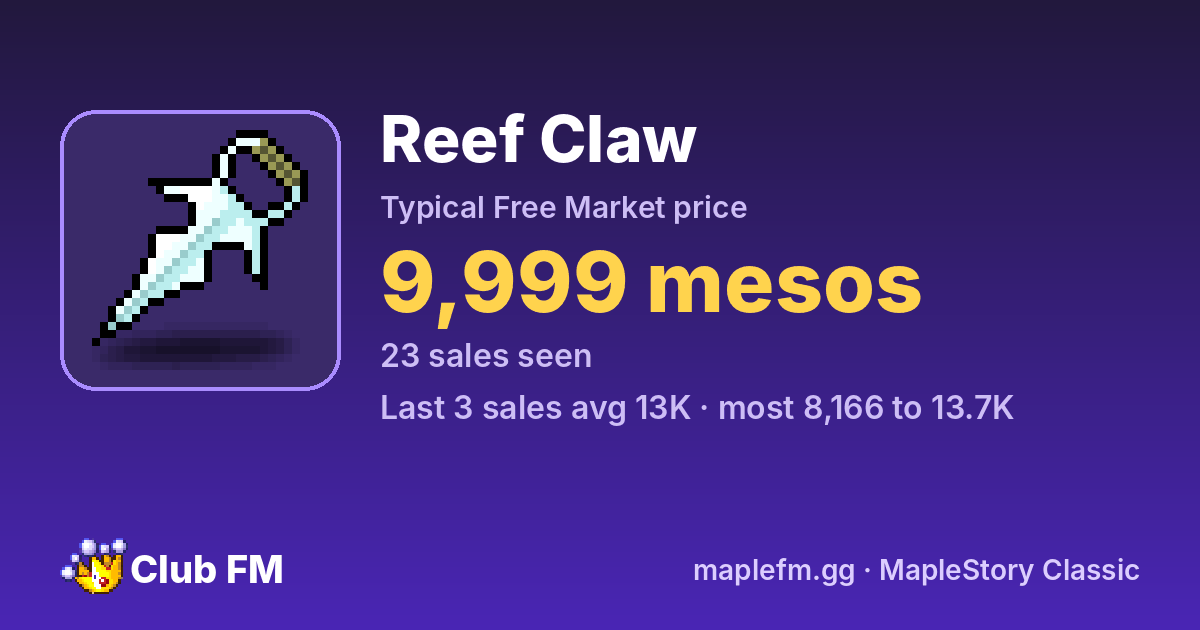 Reef Claw
Typical Free Market price
9,999 mesos
23 sales seen
Last 3 sales avg 13K · most 8,166 to 13.7K
Club FM
maplefm.gg · MapleStory Classic